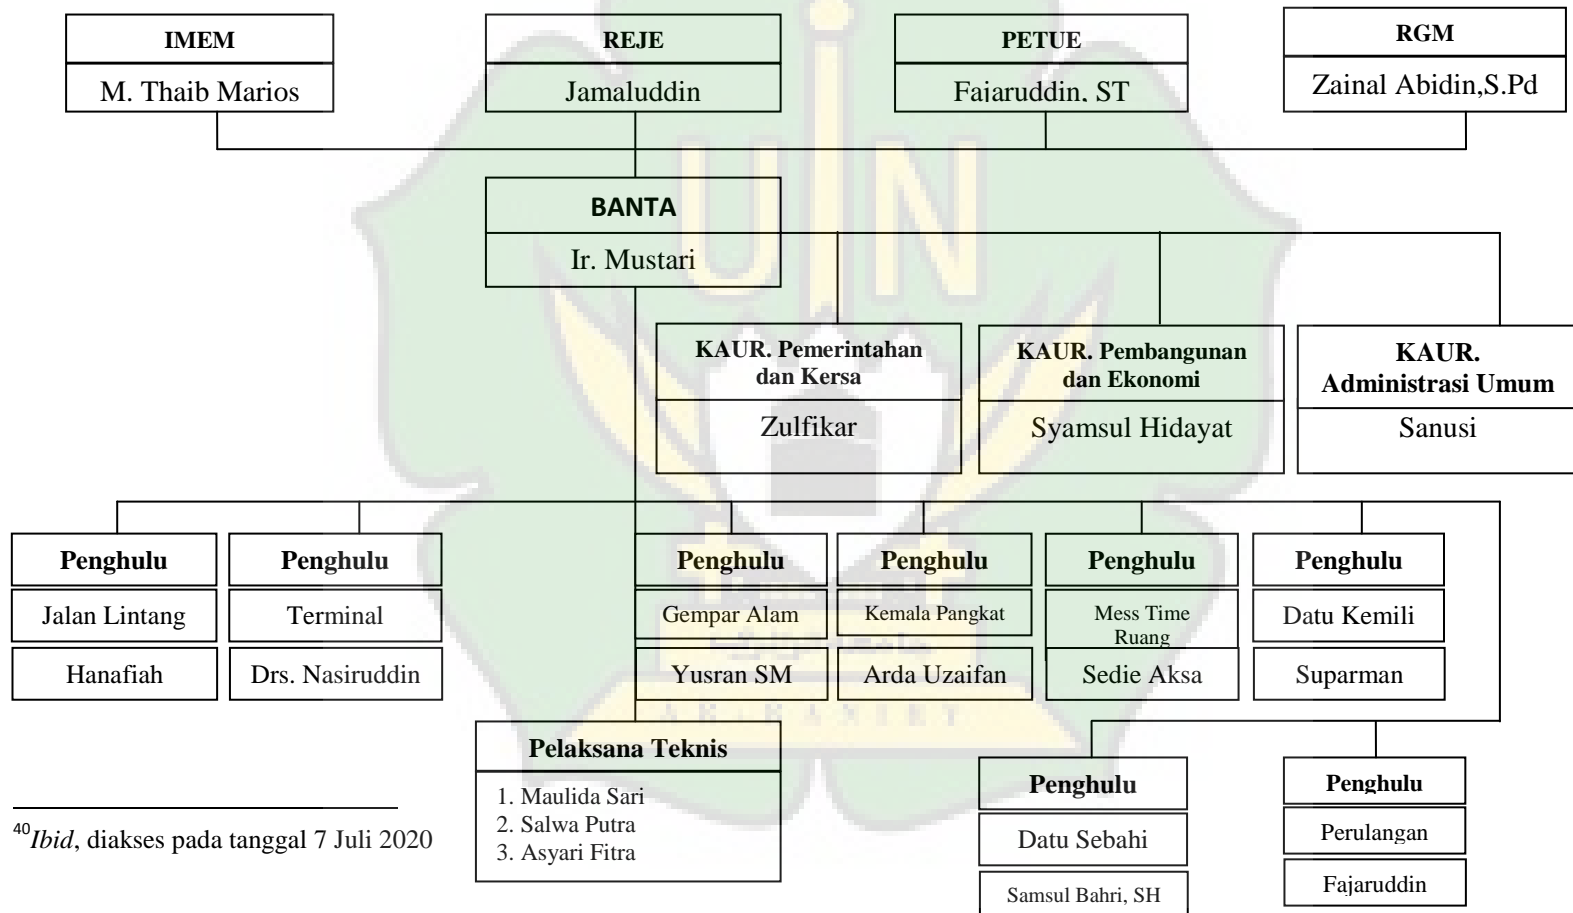 IMEM
M. Thaib Marios
REJE
Jamaluddin
PETUE
Fajaruddin, ST
RGM
Zainal Abidin,S.Pd
BANTA
Ir. Mustari
KAUR. Pemerintahan
dan Kersa
Zulfikar
KAUR. Pembangunan
dan Ekonomi
Syamsul Hidayat
KAUR.
Administrasi Umum
Sanusi
Penghulu
Jalan Lintang
Hanafiah
Penghulu
Terminal
Drs. Nasiruddin
Penghulu
Gempar Alam
Yusran SM
Penghulu
Kemala Pangkat
Arda Uzaifan
Penghulu
Mess Time
Ruang
Sedie Aksa
Penghulu
Datu Kemili
Suparman
Pelaksana Teknis
1. Maulida Sari
2. Salwa Putra
3. Asyari Fitra
Penghulu
Datu Sebahi
Samsul Bahri, SH
Penghulu
Perulangan
Fajaruddin
40Ibid, diakses pada tanggal 7 Juli 2020
UIN
AR-RANIRY